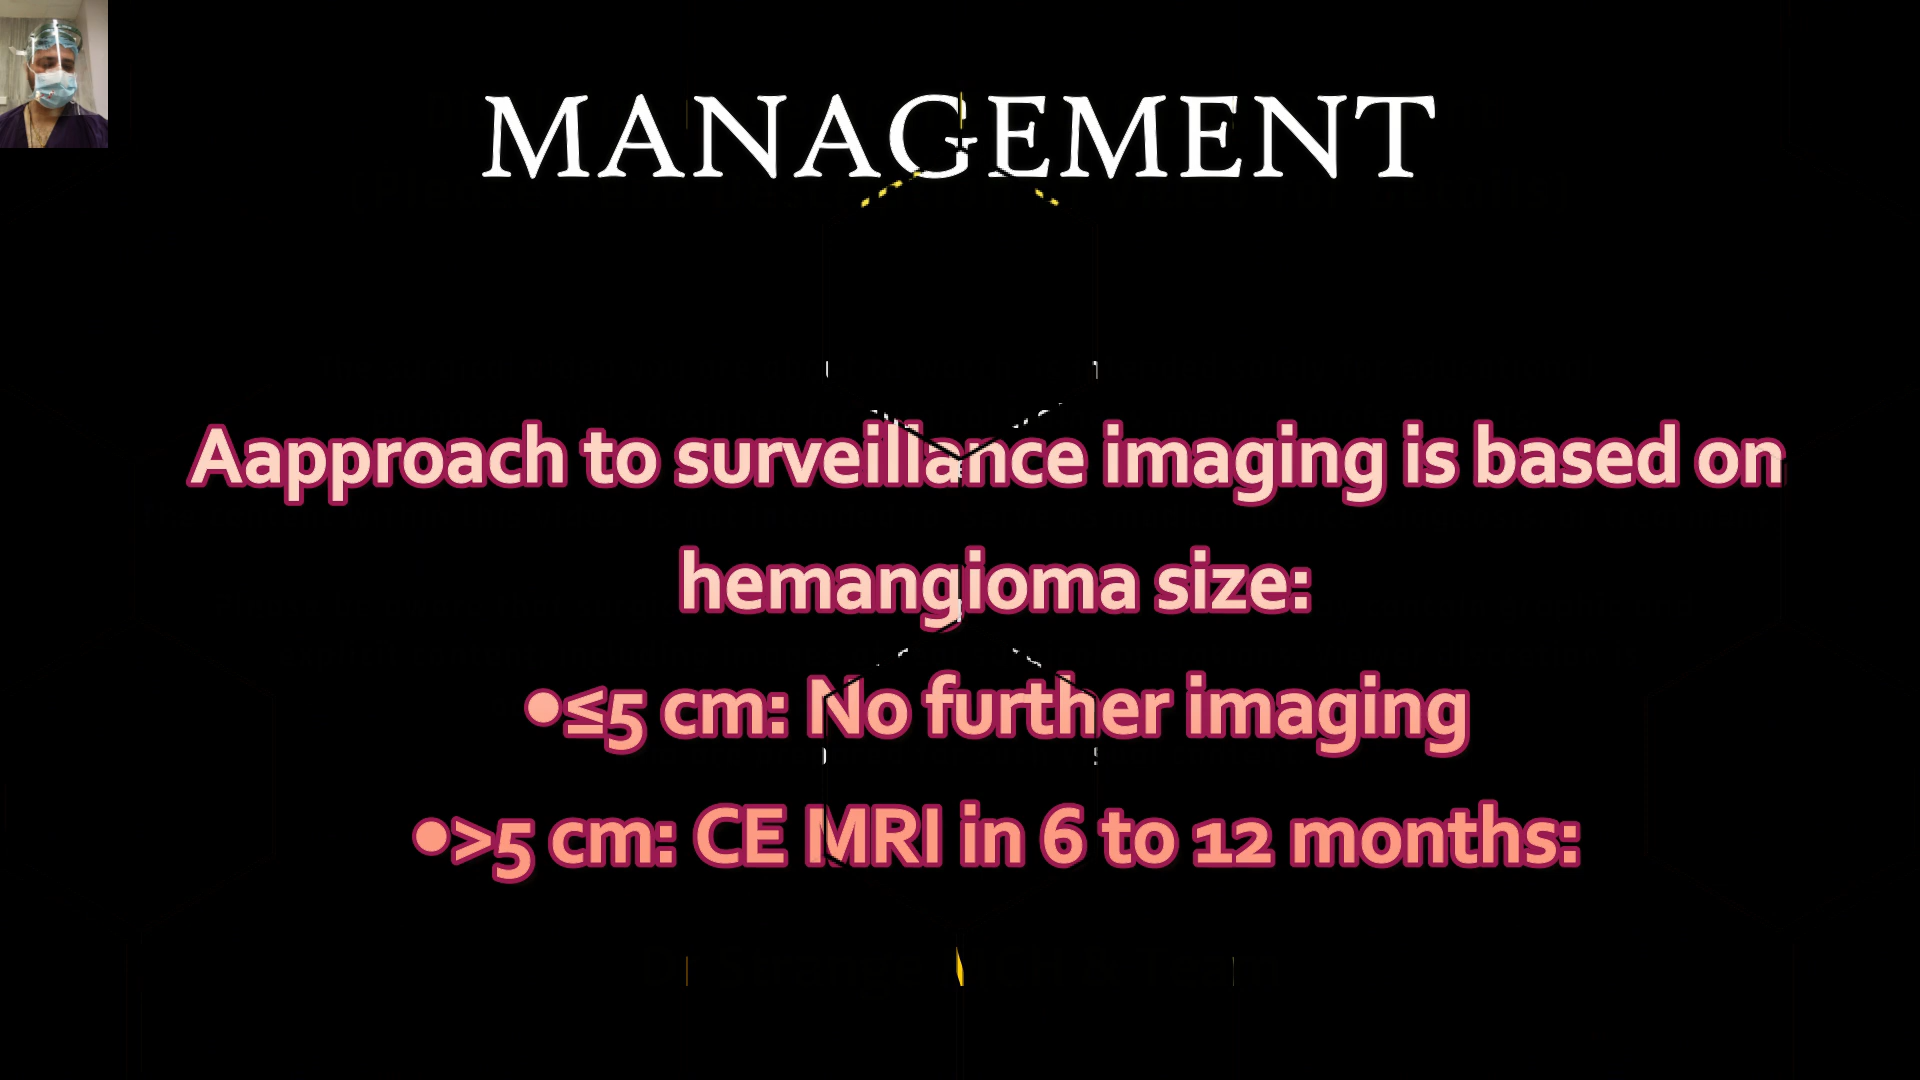 MANAGEMENT
Aapproach to surveillance imaging is based on
hemangioma size:
•≤5 cm: No further imaging
•>5 cm: CE MRI in 6 to 12 months: